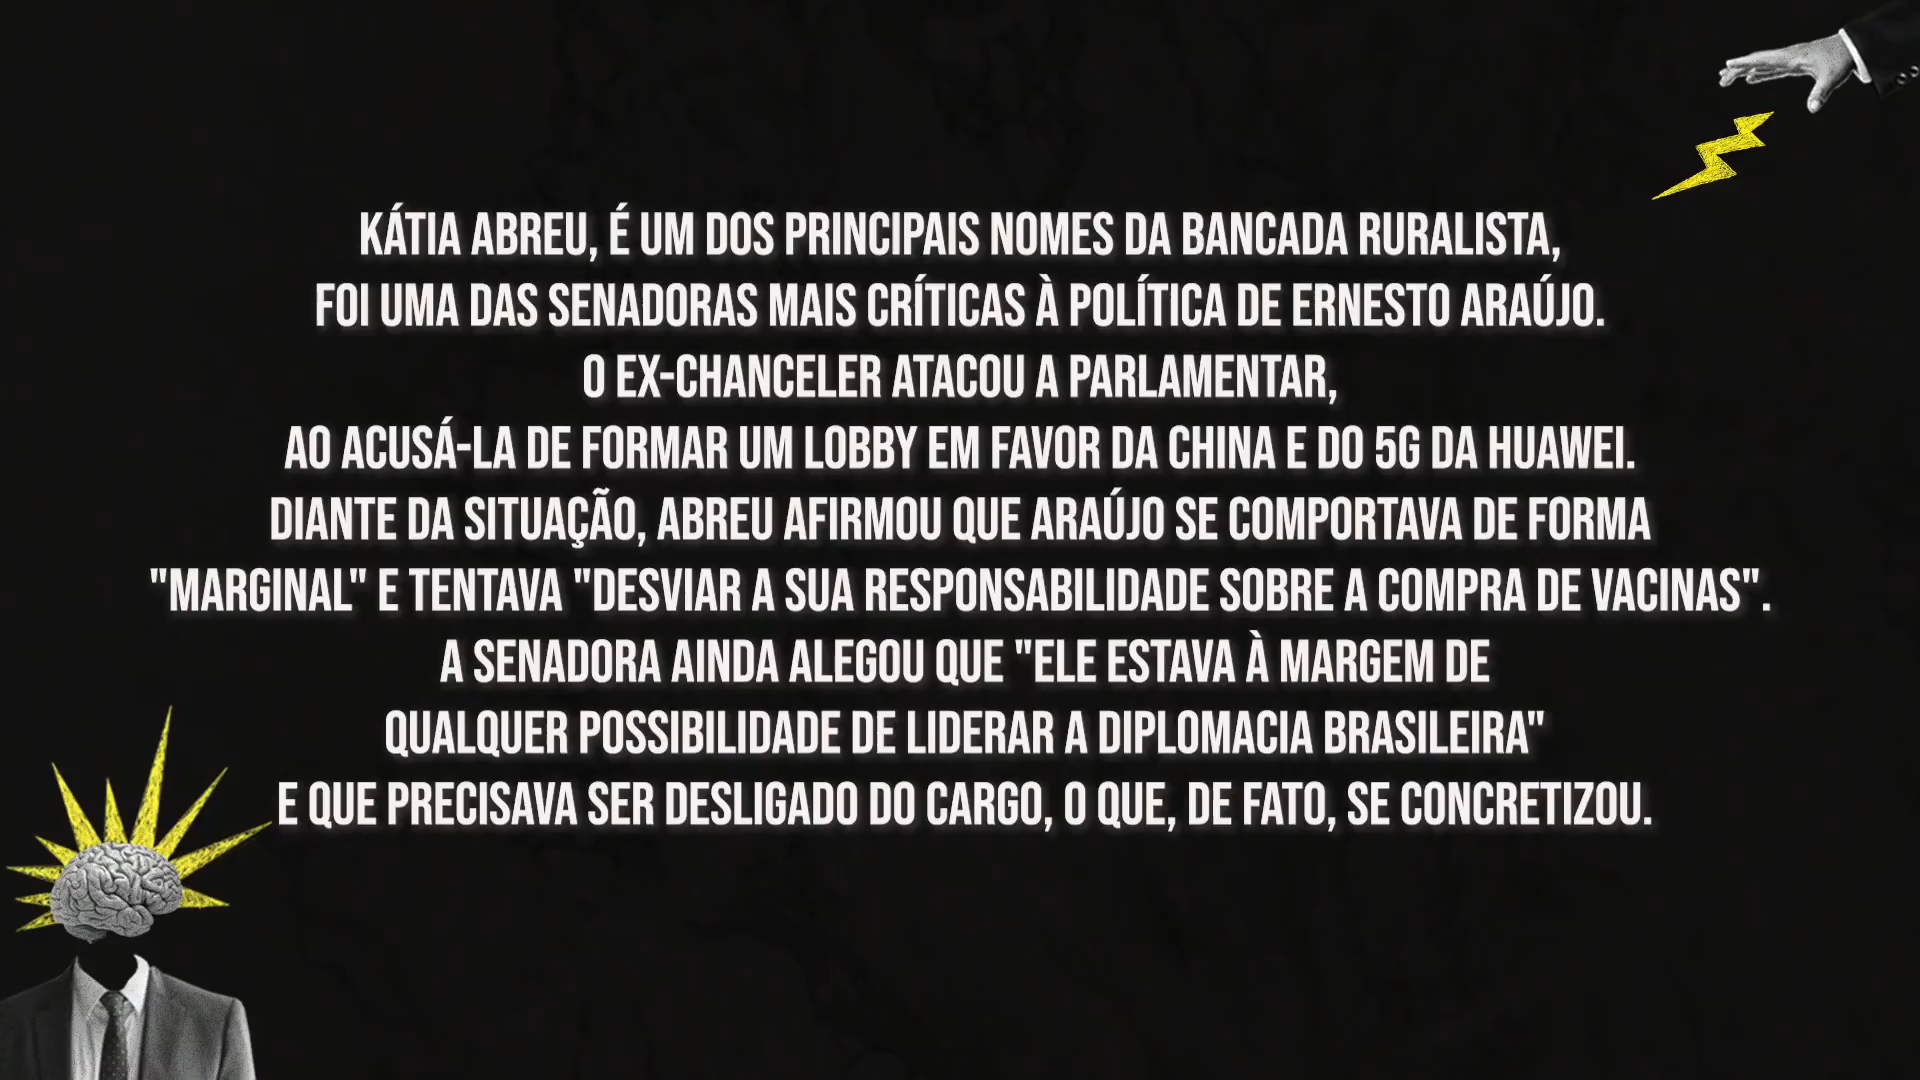 KÁTIA ABREU, É UM DOS PRINCIPAIS NOMES DA BANCADA RURALISTA,
FOI UMA DAS SENADORAS MAIS CRÍTICAS À POLÍTICA DE ERNESTO ARAÚJO.
O EX-CHANCELER ATACOU A PARLAMENTAR,
AO ACUSÁ-LA DE FORMAR UM LOBBY EM FAVOR DA CHINA E DO 5G DA HUAWEI.
DIANTE DA SITUAÇÃO, ABREU AFIRMOU QUE ARAÚJO SE COMPORTAVA DE FORMA
"MARGINAL" E TENTAVA "DESVIAR A SUA RESPONSABILIDADE SOBRE A COMPRA DE VACINAS".
A SENADORA AINDA ALEGOU QUE "ELE ESTAVA À MARGEM DE
QUALQUER POSSIBILIDADE DE LIDERAR A DIPLOMACIA BRASILEIRA"
E QUE PRECISAVA SER DESLIGADO DO CARGO, O QUE, DE FATO, SE CONCRETIZOU.